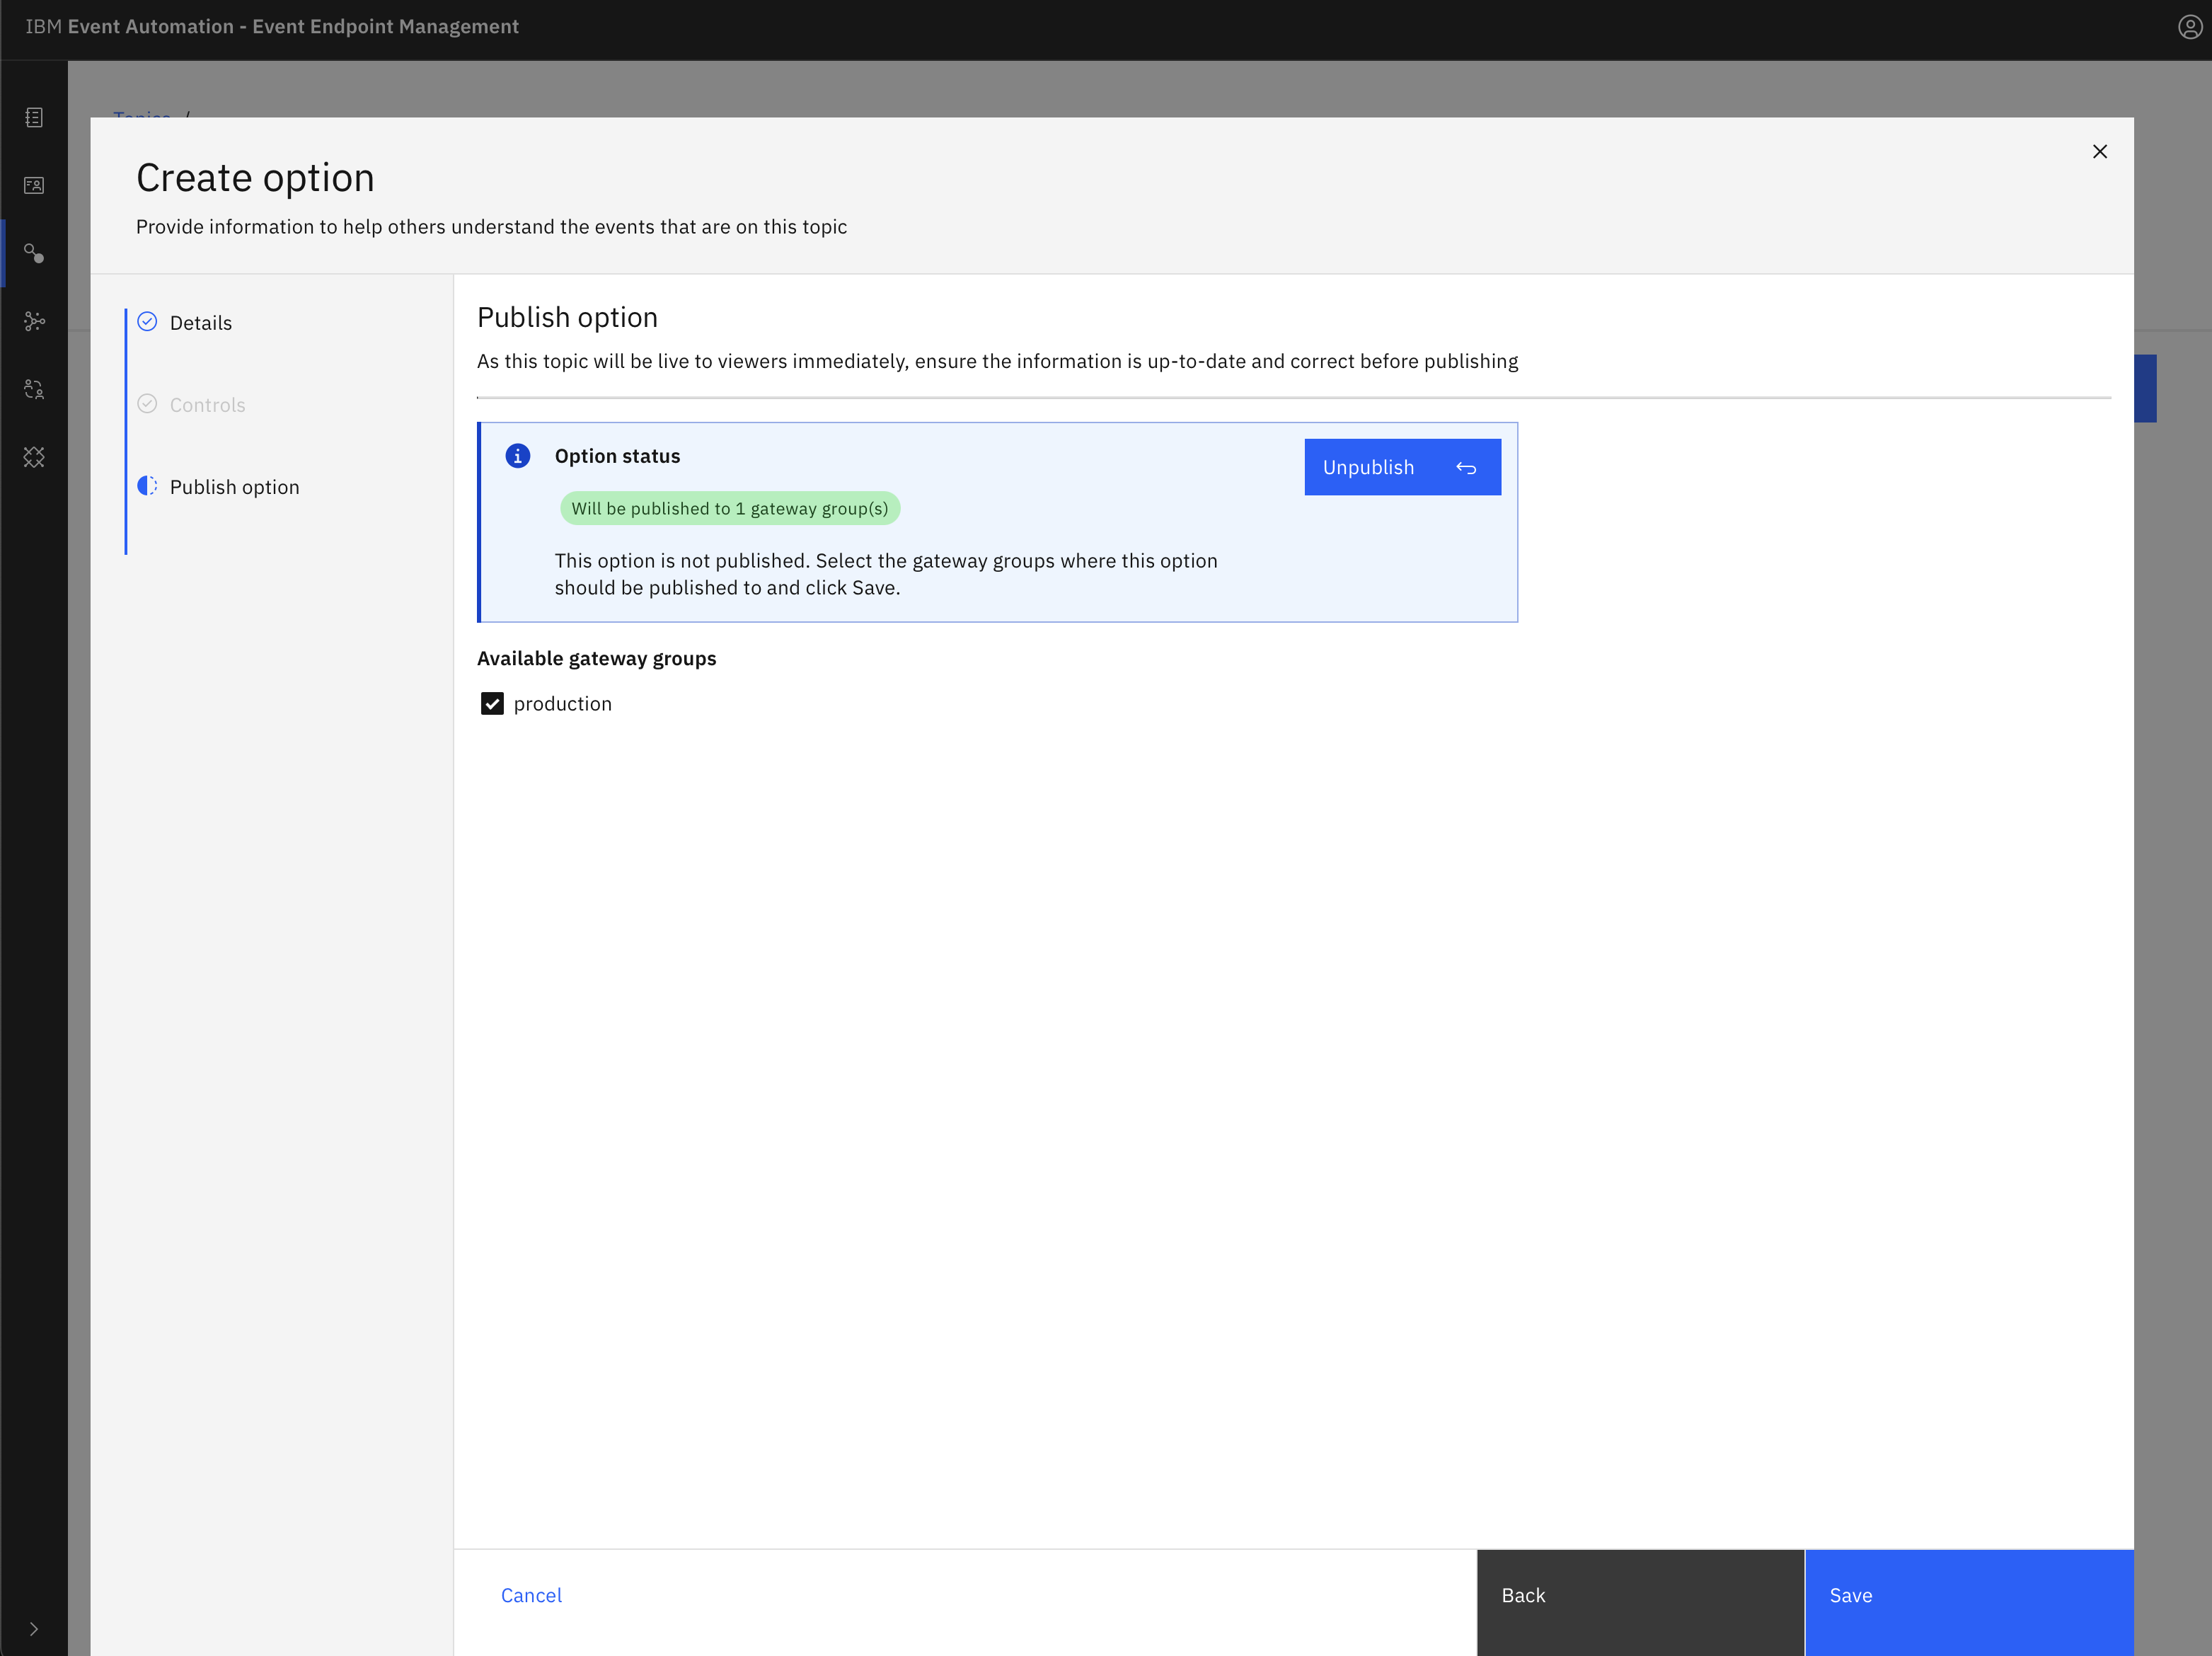 IBM Event Automation - Event Endpoint Management
Topics /
Create option
Provide information to help others understand the events that are on this topic
Details
Controls
Publish option
Publish option
As this topic will be live to viewers immediately, ensure the information is up-to-date and correct before publishing
Option status
Unpublish
Will be published to 1 gateway group(s)
This option is not published. Select the gateway groups where this option
should be published to and click Save.
Available gateway groups
production
Cancel
Back
Save